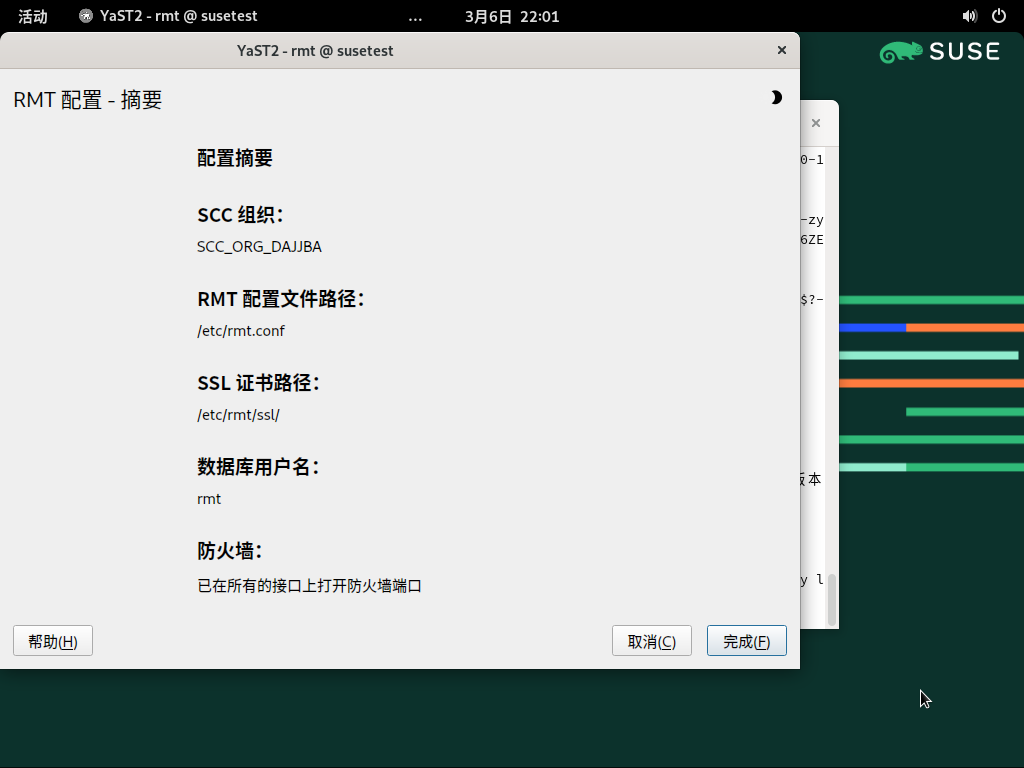 活动
YaST2 - rmt @ susetest
...
3月6日 22:01
SUSE
YaST2 - rmt @ susetest
RMT 配置 - 摘要
配置摘要
SCC 组织：
SCC_ORG_DAJJBA
RMT 配置文件路径：
/etc/rmt.conf
SSL 证书路径：
/etc/rmt/ssl/
数据库用户名：
rmt
防火墙：
已在所有的接口上打开防火墙端口
帮助(H)
取消(C)
完成(F)
0-1
-zy
6ZE
$?-
本
y l